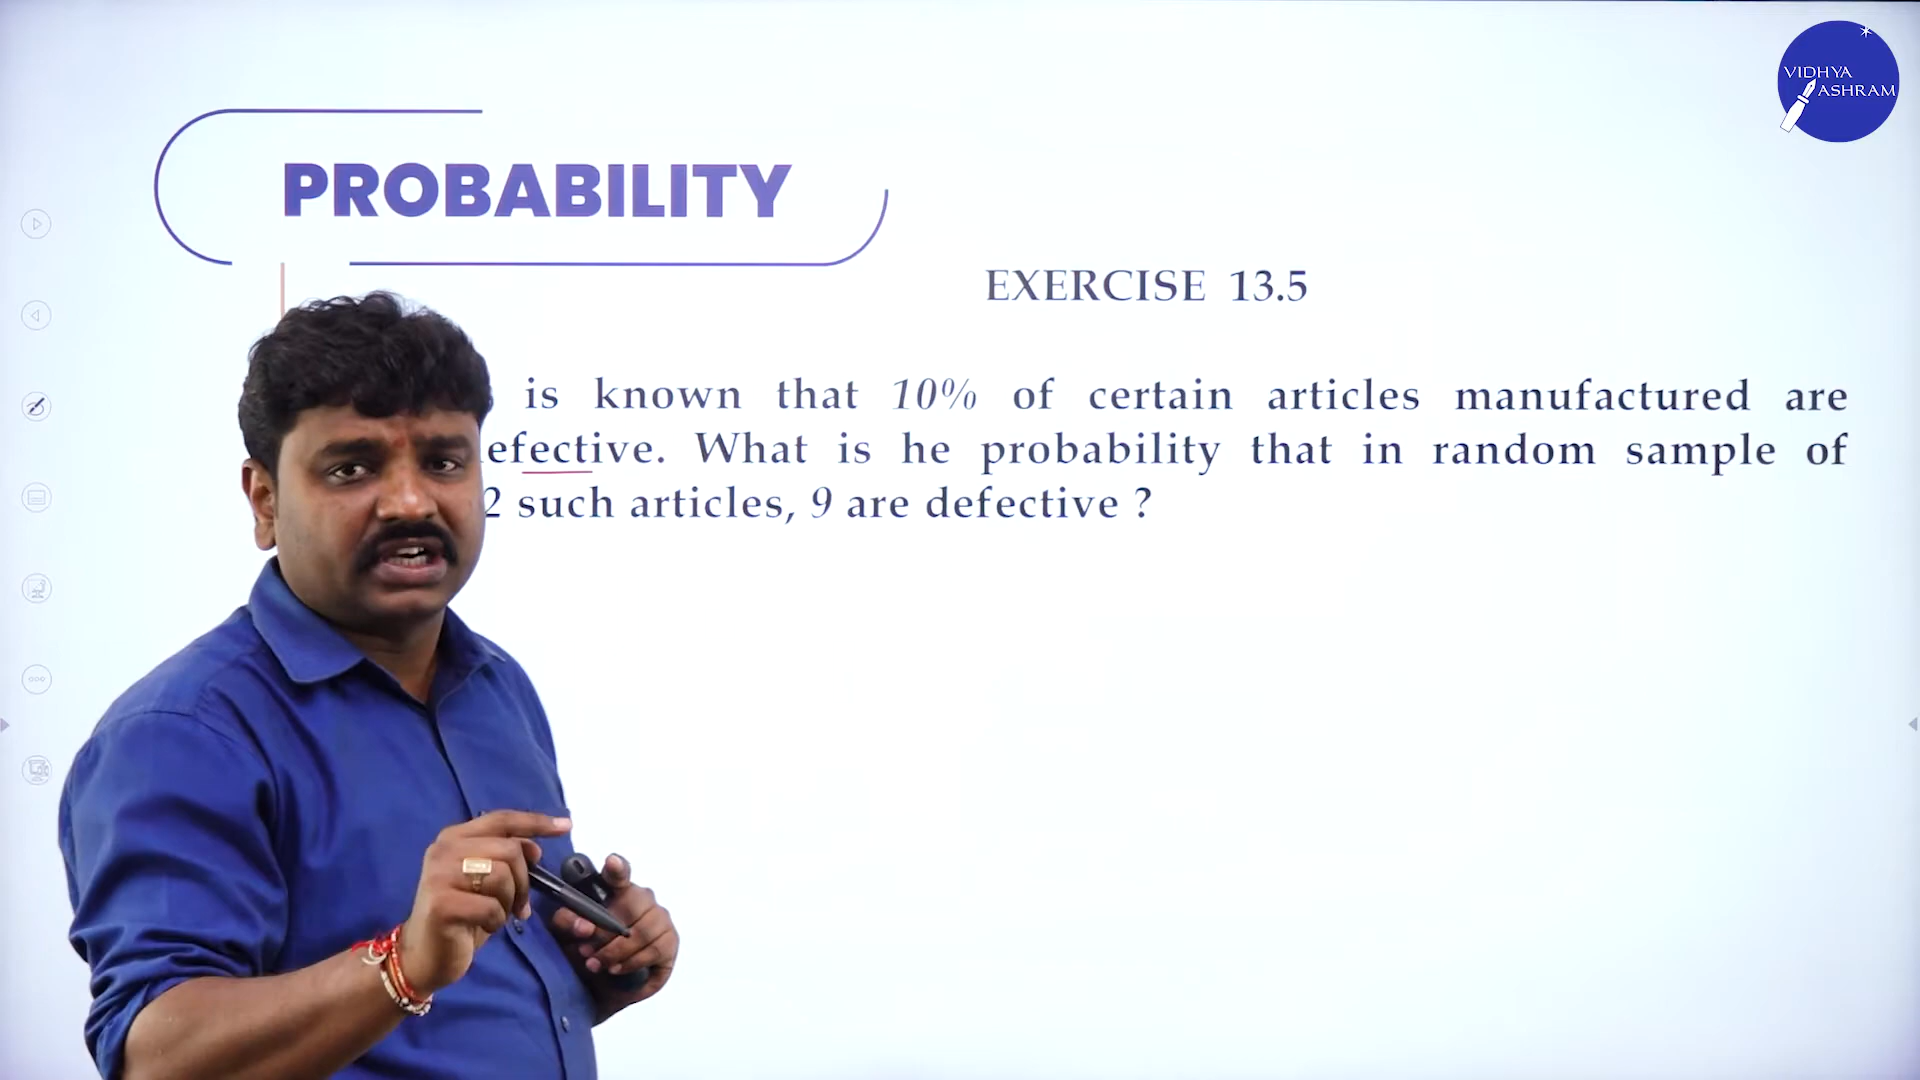 VIDHYA
ASHRAM
PROBABILITY
EXERCISE 13.5
is known that 10% of certain articles manufactured are
efective. What is he probability that in random sample of
2 such articles, 9 are defective ?